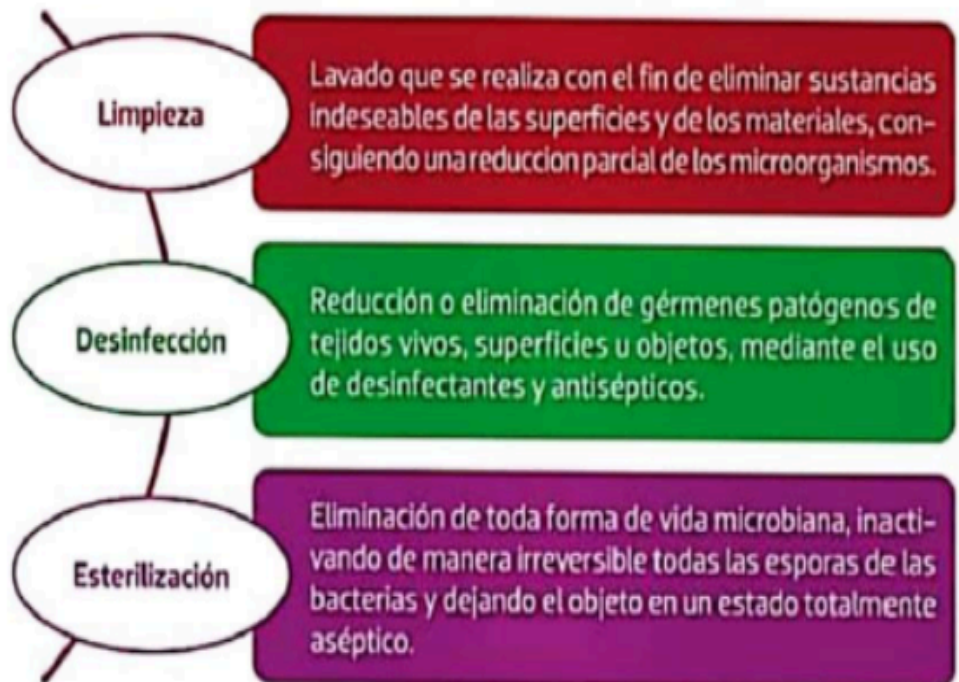 Limpieza
Lavado que se realiza con el fin de eliminar sustancias
indeseables de las superficies y de los materiales, con-
siguiendo una reduccion parcial de los microorganismos.
Desinfección
Reducción o eliminación de gérmenes patógenos de
tejidos vivos, superficies u objetos, mediante el uso
de desinfectantes y antisépticos.
Esterilización
Eliminación de toda forma de vida microbiana, inacti-
vando de manera irreversible todas las esporas de las
bacterias y dejando el objeto en un estado totalmente
aséptico.